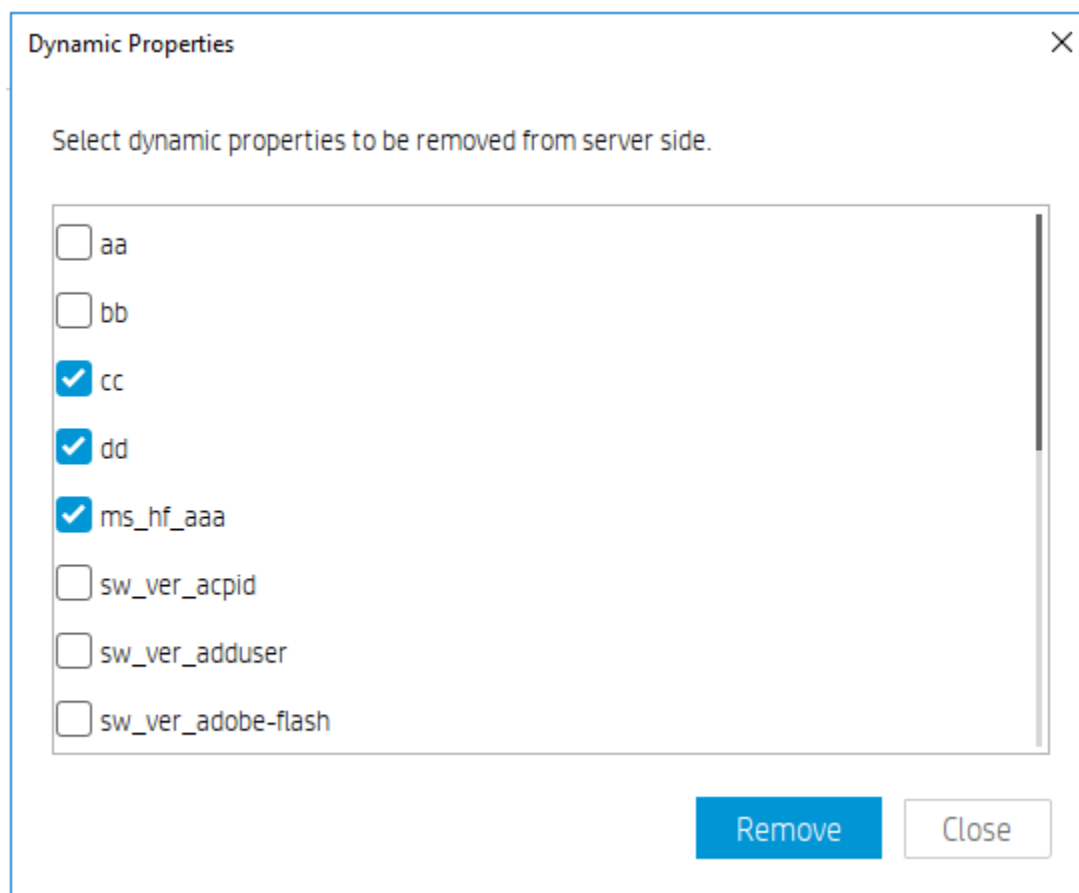 Dynamic Properties
Select dynamic properties to be removed from server side.
aa
bb
cc
dd
ms_hf_aaa
sw_ver_acpid
sw_ver_adduser
sw_ver_adobe-flash
Remove Close